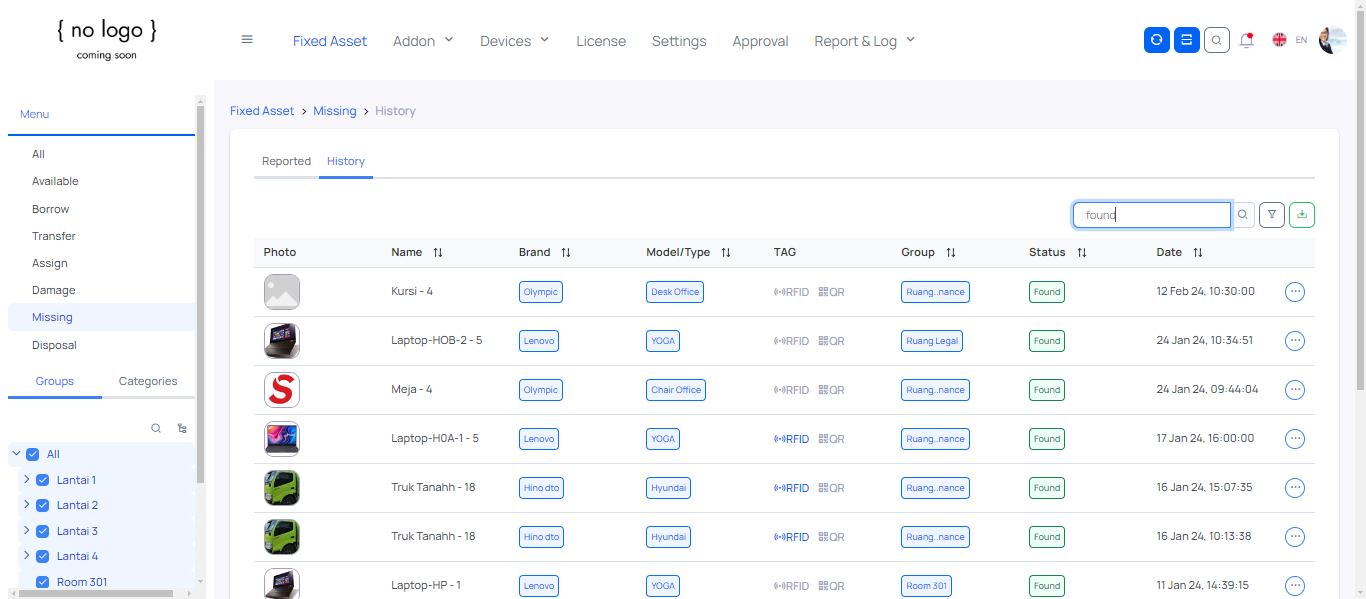 { no logo }
coming soon
Fixed Asset Addon Devices License Settings Approval Report & Log EN
Menu
All
Available
Borrow
Transfer
Assign
Damage
Missing
Disposal
Groups Categories
All
Lantai 1
Lantai 2
Lantai 3
Lantai 4
Room 301
Fixed Asset > Missing > History
Reported History
found
Photo Name Brand Model/Type TAG Group Status Date
Kursi - 4 Olympic Desk Office RFID QR Ruang..nance Found 12 Feb 24, 10:30:00
Laptop-HOB-2 - 5 Lenovo YOGA RFID QR Ruang Legal Found 24 Jan 24, 10:34:51
Meja - 4 Olympic Chair Office RFID QR Ruang..nance Found 24 Jan 24, 09:44:04
Laptop-H0A-1 - 5 Lenovo YOGA RFID QR Ruang..nance Found 17 Jan 24, 16:00:00
Truk Tanahh - 18 Hino dto Hyundai RFID QR Ruang..nance Found 16 Jan 24, 15:07:35
Truk Tanahh - 18 Hino dto Hyundai RFID QR Ruang..nance Found 16 Jan 24, 10:13:38
Laptop-HP - 1 Lenovo YOGA RFID QR Room 301 Found 11 Jan 24, 14:39:15